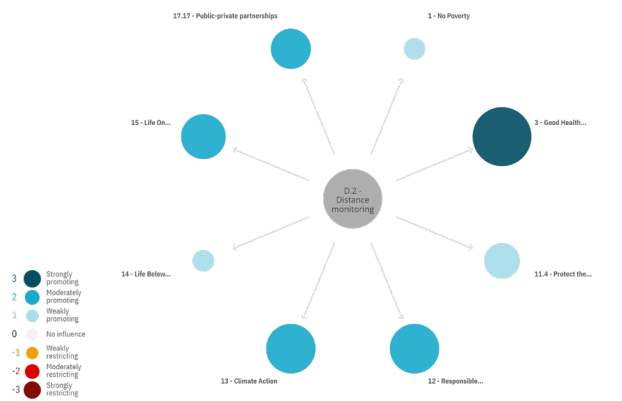 17.17 - Public-private partnerships
1 - No Poverty
15 - Life On...
3 - Good Health...
D.2 -
Distance
monitoring
14 - Life Below...
11.4 - Protect the...
13 - Climate Action
12 - Responsible...
3 Strongly
promoting
2 Moderately
promoting
1 Weakly
promoting
0 No influence
-1 Weakly
restricting
-2 Moderately
restricting
-3 Strongly
restricting